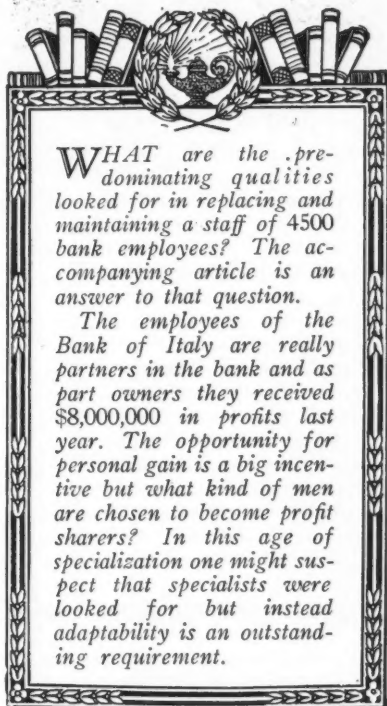 WHAT are the .pre-
dominating qualities
looked for in replacing and
maintaining a staff of 4500
bank employees? The ac-
companying article is an
answer to that question.
The employees of the
Bank of Italy are really
partners in the bank and as
part owners they received
$8,000,000 in profits last
year. The opportunity for
personal gain is a big incen-
tive but what kind of men
are chosen to become profit
sharers? In this age of
specialization one might sus-
pect that specialists were
looked for but instead
adaptability is an outstand-
ing requirement.